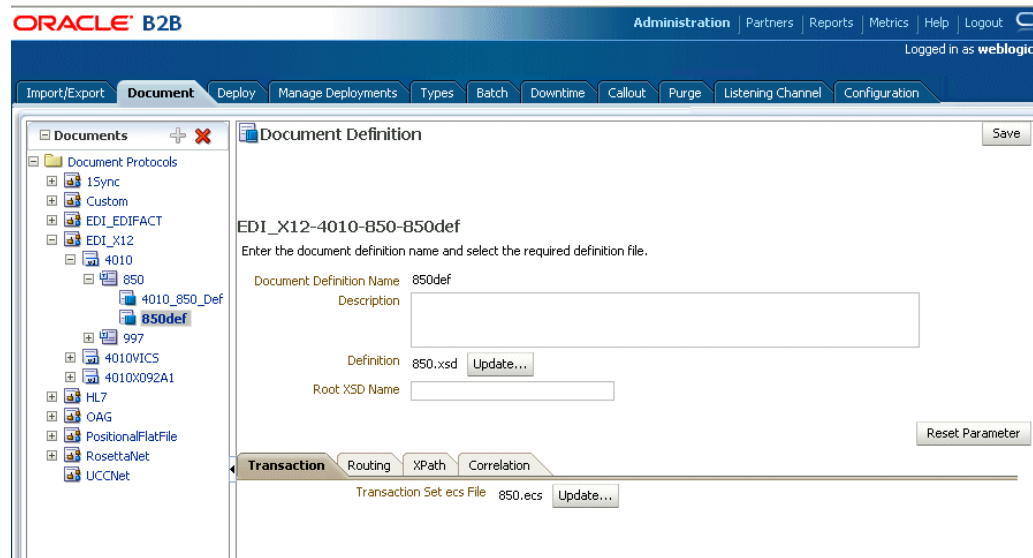 ORACLE B2B
Administration | Partners | Reports | Metrics | Help | Logout
Logged in as weblogic
Import/Export Document Deploy Manage Deployments Types Batch Downtime Callout Purge Listening Channel Configuration
Documents
Document Protocols
1Sync
Custom
EDI_EDIFACT
EDI_X12
4010
850
4010_850_Def
850def
997
4010VICS
4010X092A1
HL7
OAG
PositionalFlatFile
RosettaNet
UCCNet
Document Definition
Save
EDI_X12-4010-850-850def
Enter the document definition name and select the required definition file.
Document Definition Name 850def
Description
Definition 850.xsd Update...
Root XSD Name
Reset Parameter
Transaction Routing XPath Correlation
Transaction Set ecs File 850.ecs Update...